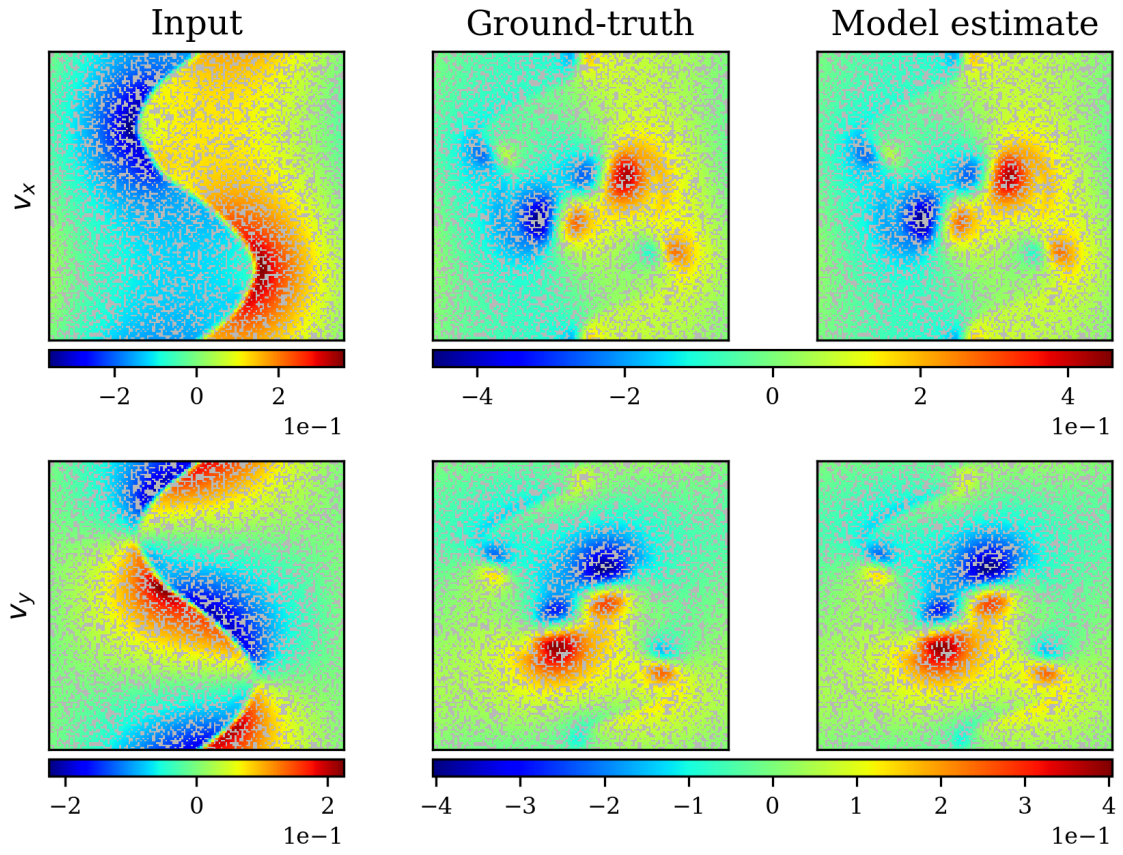 Input Ground-truth Model estimate
v_x
−2 0 2 −4 −2 0 2 4
1e−1 1e−1
v_y
−2 0 2 −4 −3 −2 −1 0 1 2 3 4
1e−1 1e−1